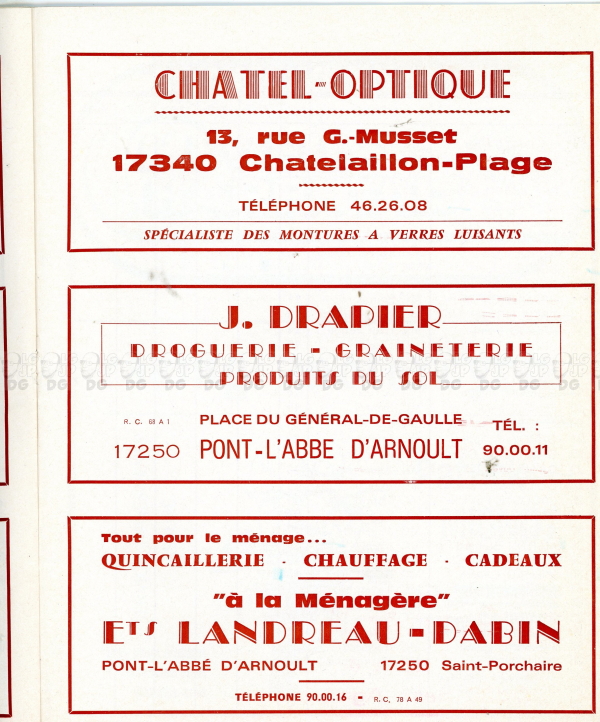 CHATEL-OPTIQUE
13, rue G.-Musset
17340 Chatelaillon-Plage
TÉLÉPHONE 46.26.08
SPÉCIALISTE DES MONTURES A VERRES LUISANTS
J. DRAPIER
DROGUERIE - GRAINETERIE
PRODUITS DU SOL
R. C. 68 A 1 PLACE DU GÉNÉRAL-DE-GAULLE TÉL. :
17250 PONT-L'ABBE D'ARNOULT 90.00.11
Tout pour le ménage...
QUINCAILLERIE - CHAUFFAGE - CADEAUX
"à la Ménagère"
ETS LANDREAU-DABIN
PONT-L'ABBÉ D'ARNOULT 17250 Saint-Porchaire
TÉLÉPHONE 90.00.16 - R. C. 78 A 49